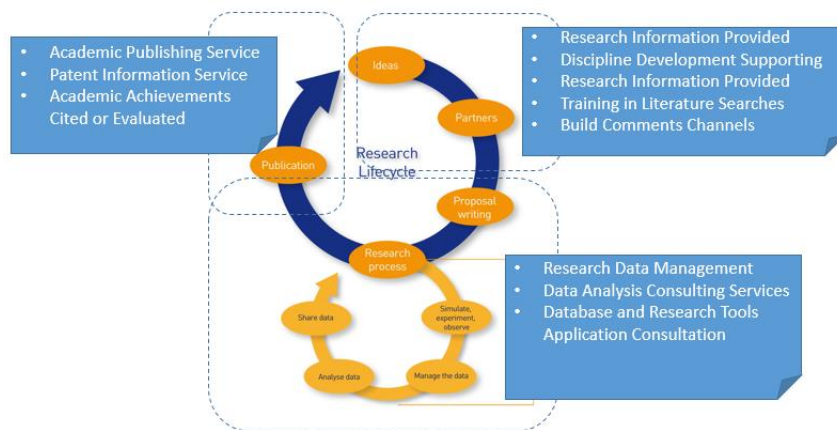 • Academic Publishing Service
• Patent Information Service
• Academic Achievements
Cited or Evaluated
Ideas
Partners
Proposal
writing
Research
process
Publication
Research
Lifecycle
• Research Information Provided
• Discipline Development Supporting
• Research Information Provided
• Training in Literature Searches
• Build Comments Channels
Simulate,
experiment,
observe
Manage the data
Analyse data
Share data
• Research Data Management
• Data Analysis Consulting Services
• Database and Research Tools
Application Consultation